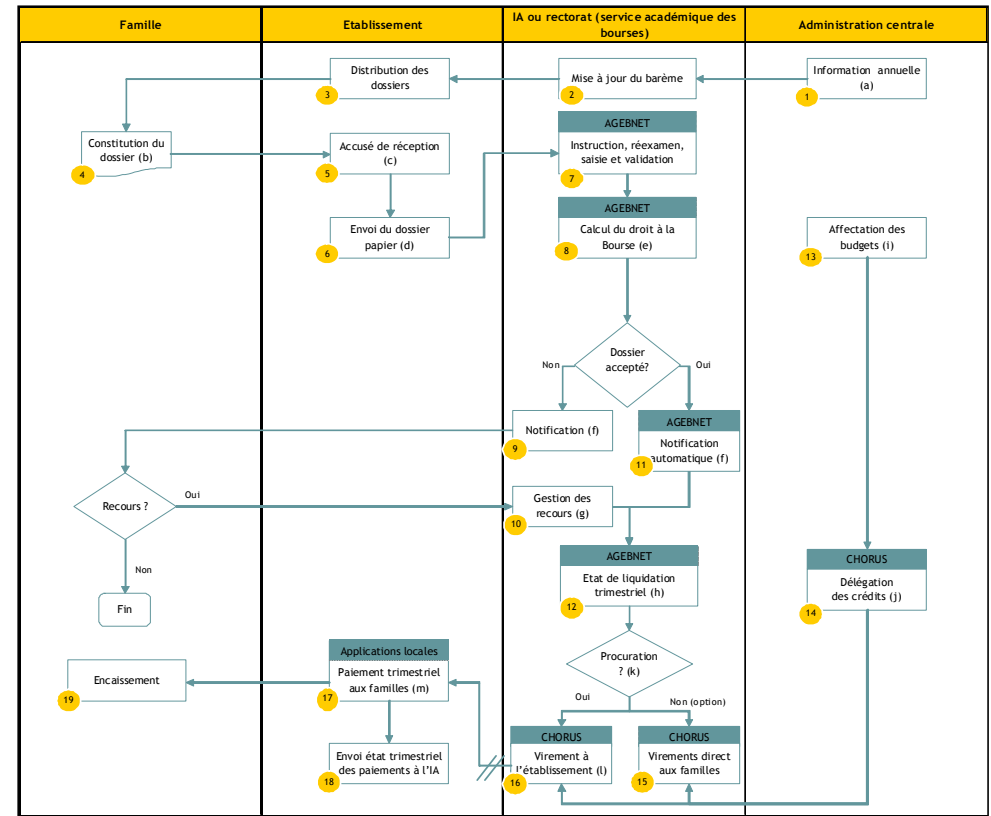 Famille
Etablissement
IA ou rectorat (service académique des
bourses)
Administration centrale
Distribution des
dossiers
3
Mise à jour du barème
2
Information annuelle
(a)
1
Constitution du
dossier (b)
4
Accusé de réception
(c)
5
AGEBNET
Instruction, réexamen,
saisie et validation
7
Envoi du dossier
papier (d)
6
AGEBNET
Calcul du droit à la
Bourse (e)
8
Affectation des
budgets (i)
13
Dossier
accepté?
Non
Oui
Notification (f)
9
AGEBNET
Notification
automatique (f)
11
Recours ?
Oui
Non
Fin
Gestion des
recours (g)
10
AGEBNET
Etat de liquidation
trimestriel (h)
12
CHORUS
Délégation
des crédits (j)
14
Procuration
? (k)
Oui
Non (option)
Encaissement
19
Applications locales
Paiement trimestriel
aux familles (m)
17
Envoi état trimestriel
des paiements à l’IA
18
CHORUS
Virement à
l’établissement (l)
16
CHORUS
Virements direct
aux familles
15